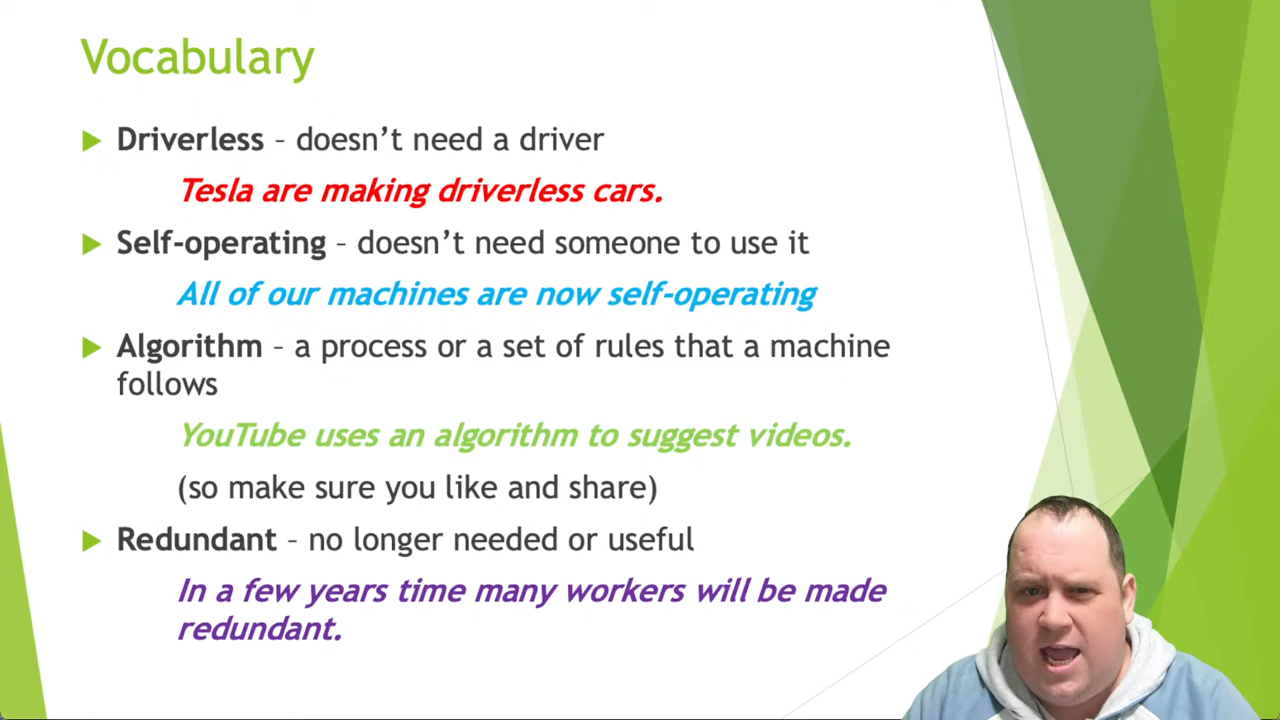 Vocabulary
Driverless – doesn't need a driver
Tesla are making driverless cars.
Self-operating – doesn't need someone to use it
All of our machines are now self-operating
Algorithm – a process or a set of rules that a machine
follows
YouTube uses an algorithm to suggest videos.
(so make sure you like and share)
Redundant – no longer needed or useful
In a few years time many workers will be made
redundant.